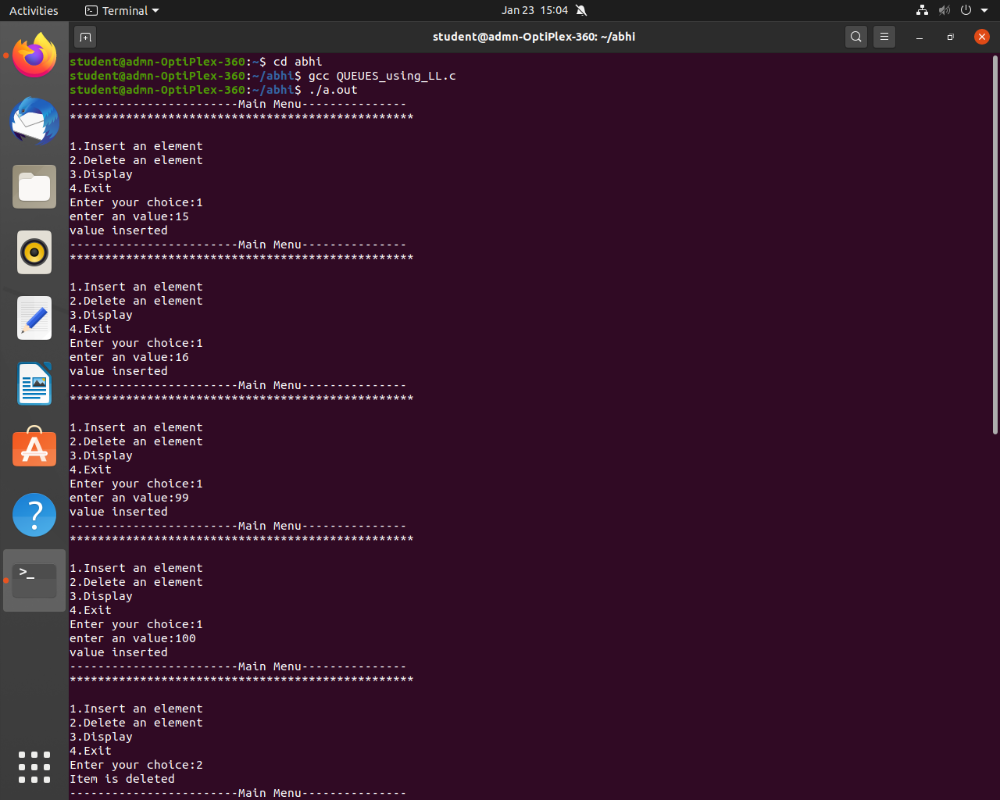 Activities Terminal Jan 23 15:04
student@admn-OptiPlex-360: ~/abhi
student@admn-OptiPlex-360:~$ cd abhi
student@admn-OptiPlex-360:~/abhi$ gcc QUEUES_using_LL.c
student@admn-OptiPlex-360:~/abhi$ ./a.out
------------------------Main Menu---------------
*************************************************
1.Insert an element
2.Delete an element
3.Display
4.Exit
Enter your choice:1
enter an value:15
value inserted
------------------------Main Menu---------------
*************************************************
1.Insert an element
2.Delete an element
3.Display
4.Exit
Enter your choice:1
enter an value:16
value inserted
------------------------Main Menu---------------
*************************************************
1.Insert an element
2.Delete an element
3.Display
4.Exit
Enter your choice:1
enter an value:99
value inserted
------------------------Main Menu---------------
*************************************************
1.Insert an element
2.Delete an element
3.Display
4.Exit
Enter your choice:1
enter an value:100
value inserted
------------------------Main Menu---------------
*************************************************
1.Insert an element
2.Delete an element
3.Display
4.Exit
Enter your choice:2
Item is deleted
------------------------Main Menu---------------